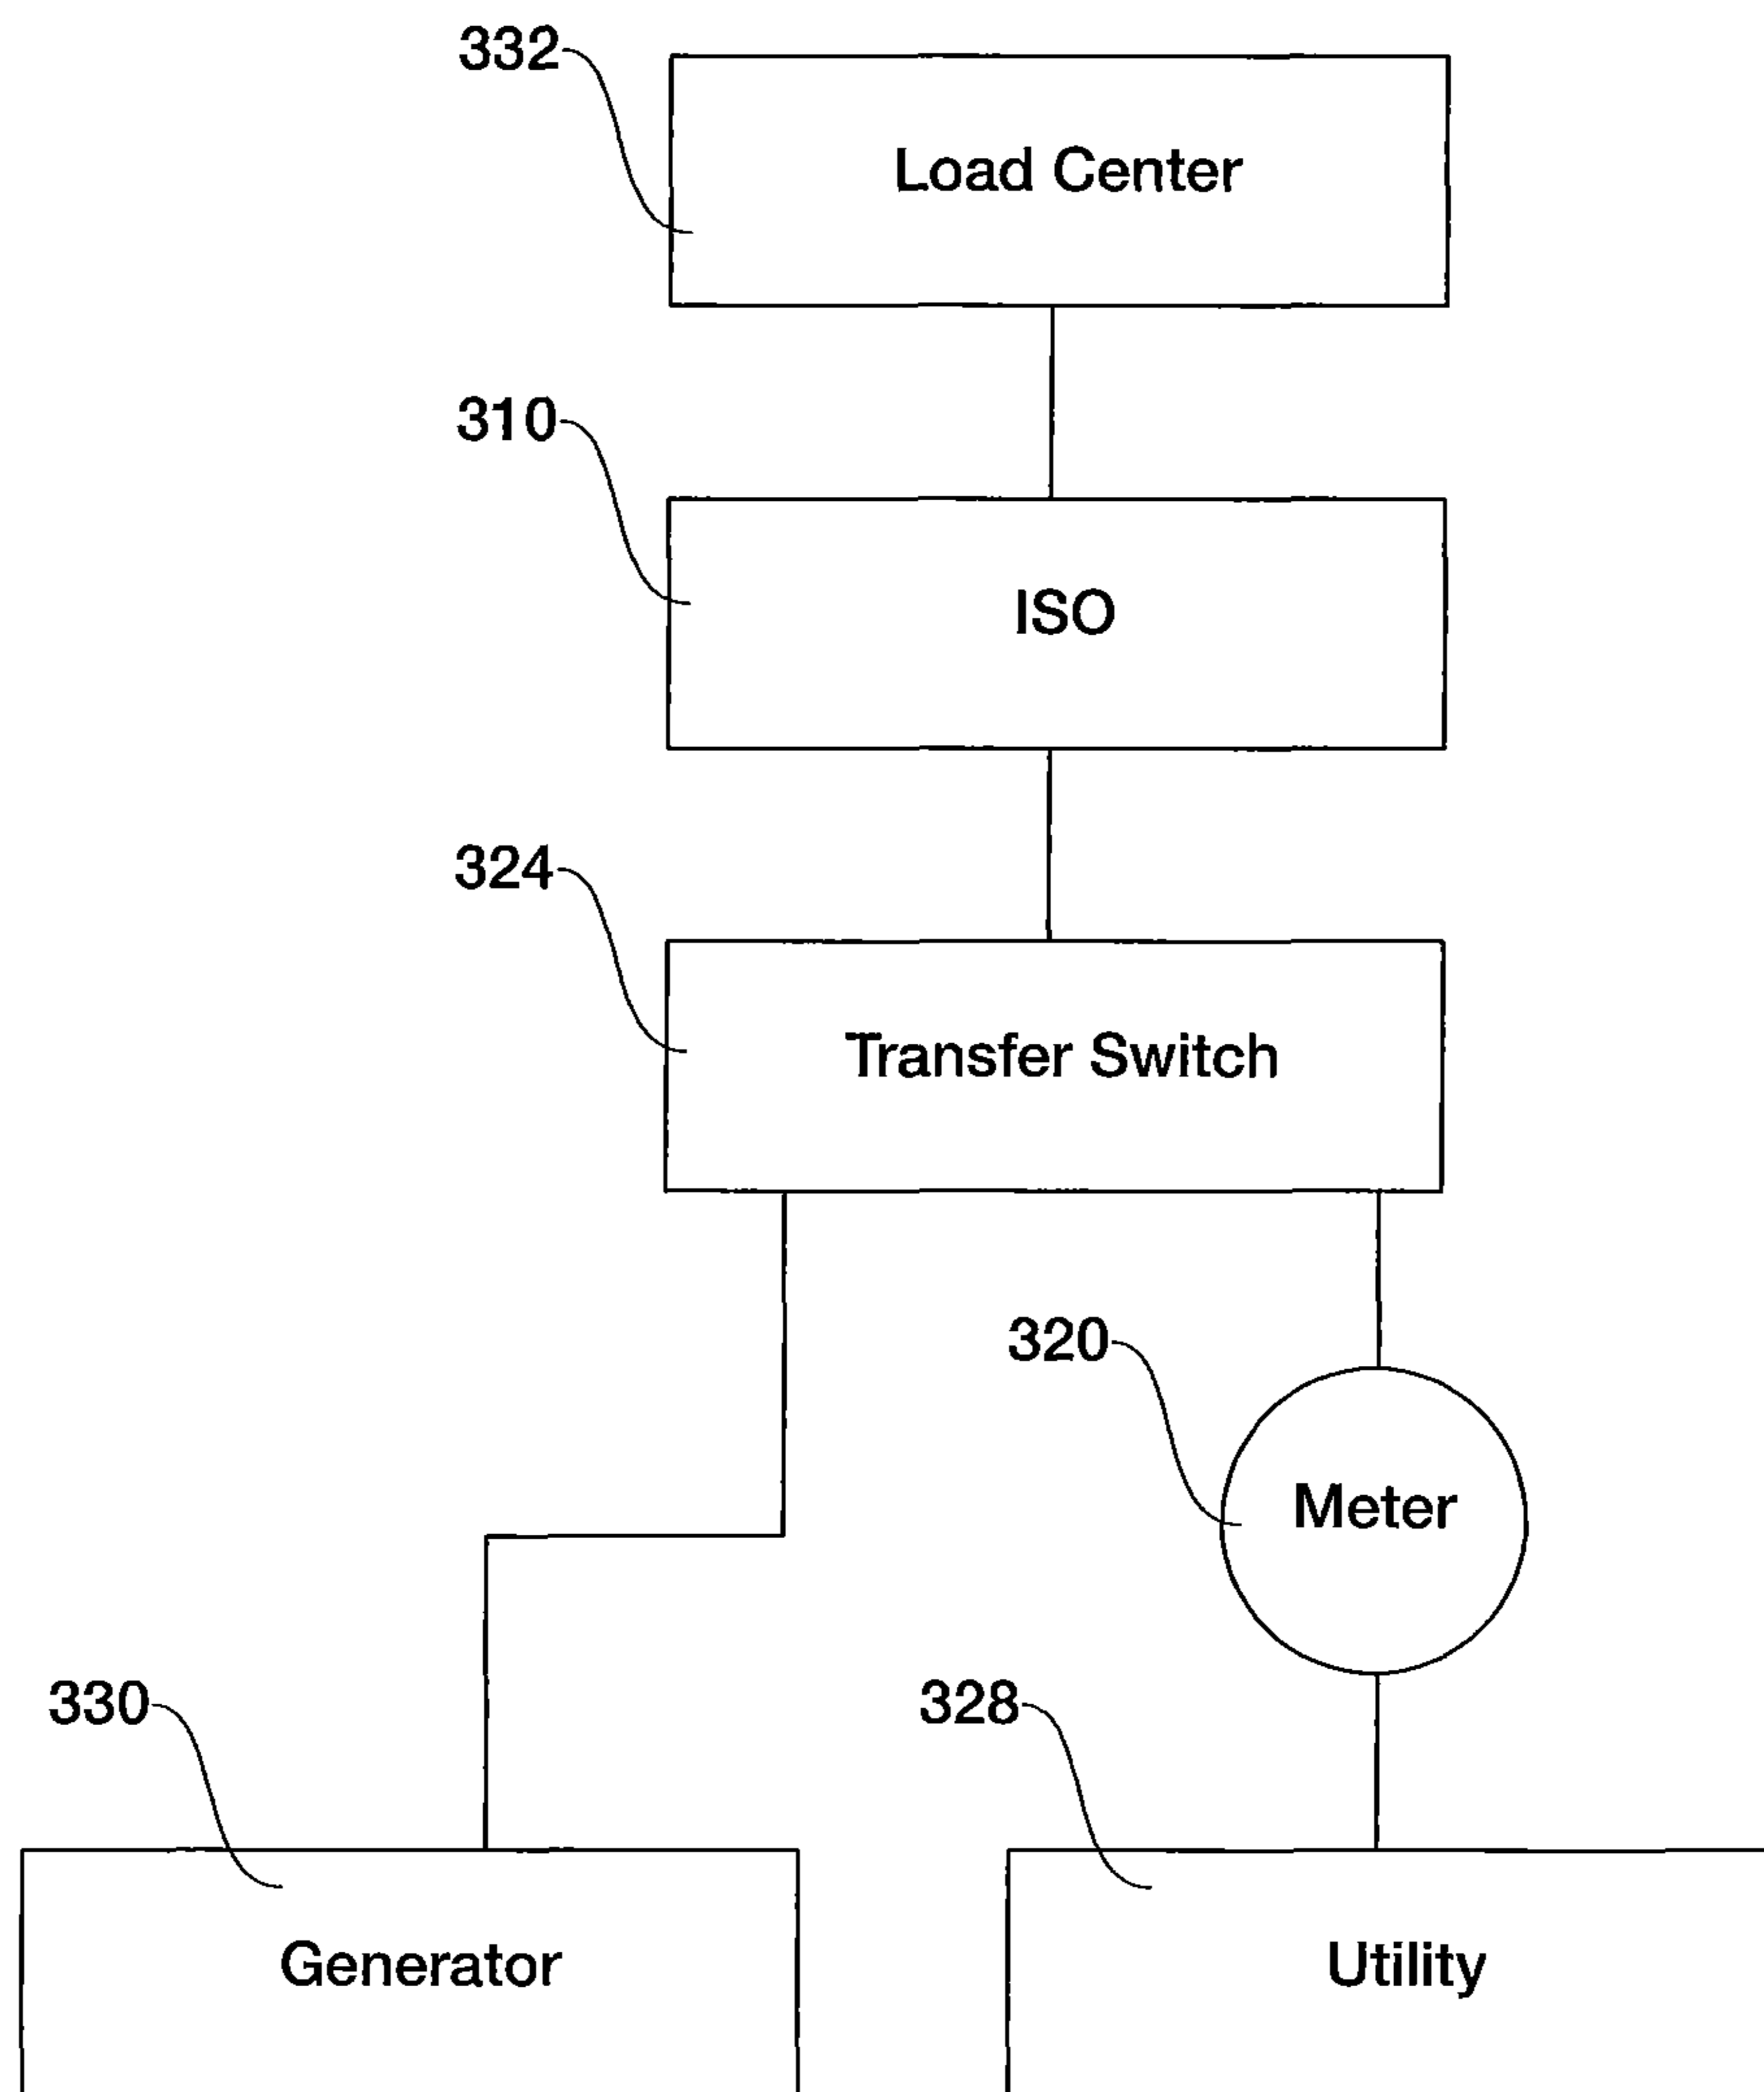 332
Load Center
310
ISO
324
Transfer Switch
320
Meter
330
328
Generator
Utility